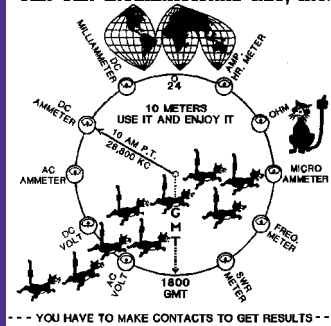 DC
MILLIAMMETER
AMP.
HR. METER
24
DC
AMMETER
10 METERS
USE IT AND ENJOY IT
OHM
10 AM P.T.
28,800 KC
AC
AMMETER
MICRO
AMMETER
GMT
DC
VOLT
FREQ.
METER
AC
VOLT
1800
GMT
SWR
METER
- - - YOU HAVE TO MAKE CONTACTS TO GET RESULTS - - -